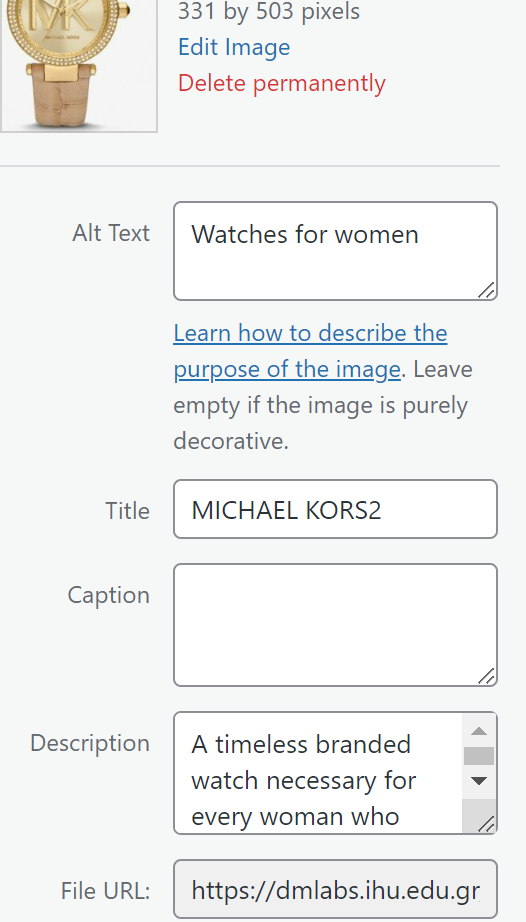 MK
MICHAEL KORS
331 by 503 pixels
Edit Image
Delete permanently
Alt Text
Watches for women
Learn how to describe the
purpose of the image. Leave
empty if the image is purely
decorative.
Title
MICHAEL KORS2
Caption
Description
A timeless branded
watch necessary for
every woman who
File URL:
https://dmlabs.ihu.edu.gr